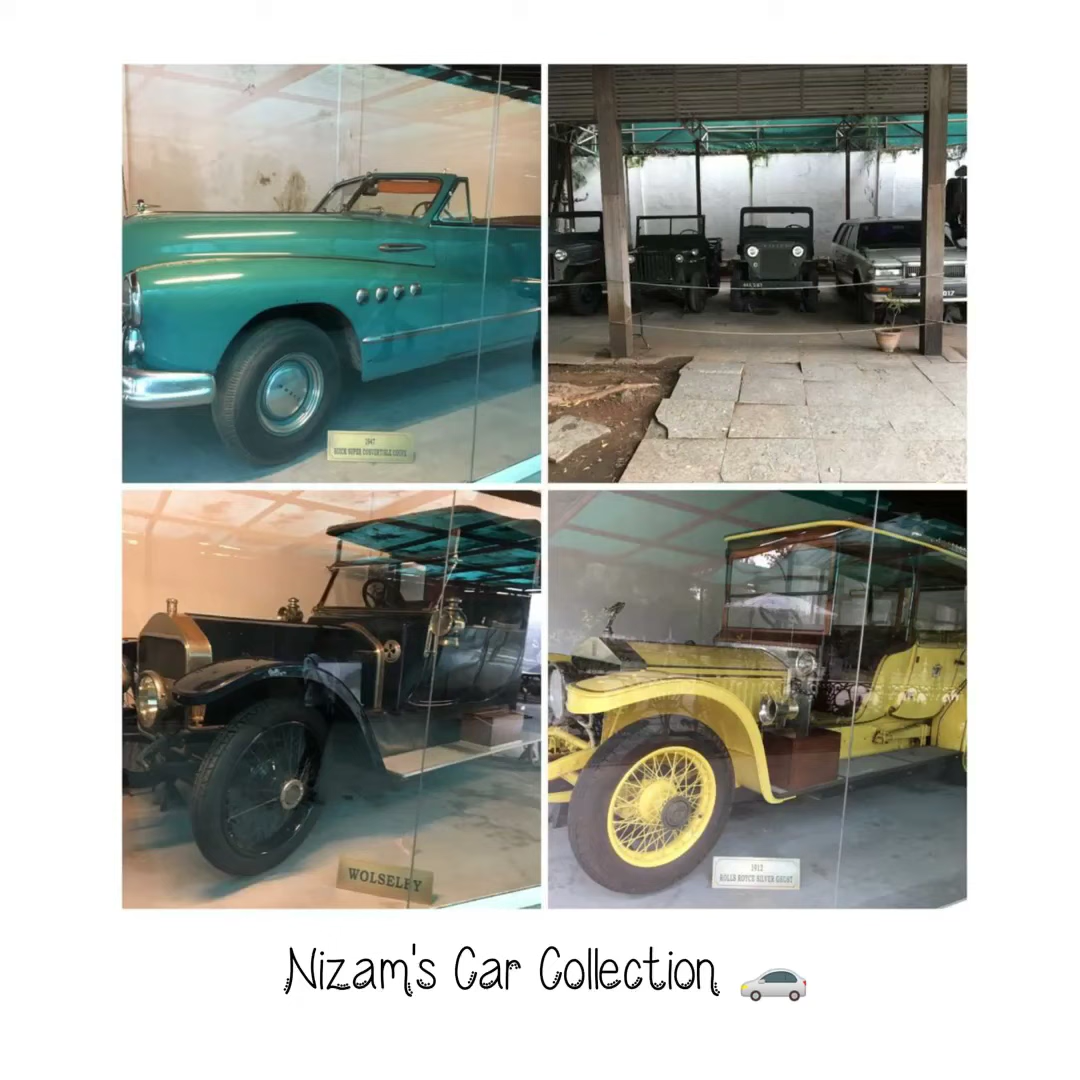 1947
BUICK SUPER CONVERTIBLE COUPE
WOLSELEY
1912
ROLLS ROYCE SILVER GHOST
Nizam's Car Collection